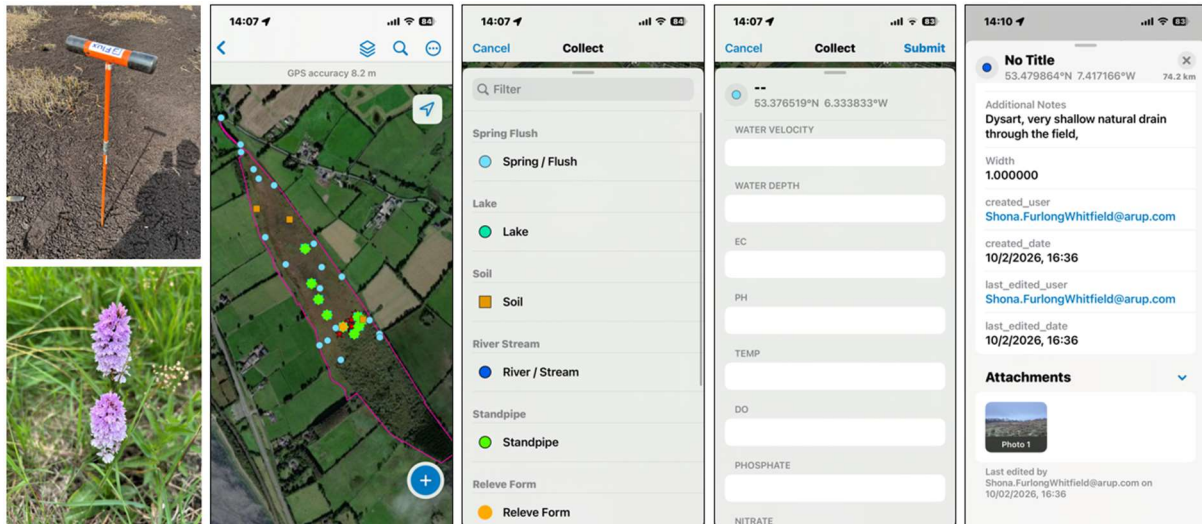 Flux
14:07
84
GPS accuracy 8.2 m
14:07
84
Cancel
Collect
Filter
Spring Flush
Spring / Flush
Lake
Lake
Soil
Soil
River Stream
River / Stream
Standpipe
Standpipe
Releve Form
Releve Form
14:07
83
Cancel
Collect
Submit
--
53.376519°N 6.333833°W
WATER VELOCITY
WATER DEPTH
EC
PH
TEMP
DO
PHOSPHATE
NITRATE
14:10
83
No Title
53.479864°N 7.417166°W
74.2 km
Additional Notes
Dysart, very shallow natural drain
through the field,
Width
1.000000
created_user
Shona.FurlongWhitfield@arup.com
created_date
10/2/2026, 16:36
last_edited_user
Shona.FurlongWhitfield@arup.com
last_edited_date
10/2/2026, 16:36
Attachments
Photo 1
Last edited by
Shona.FurlongWhitfield@arup.com on
10/02/2026, 16:36